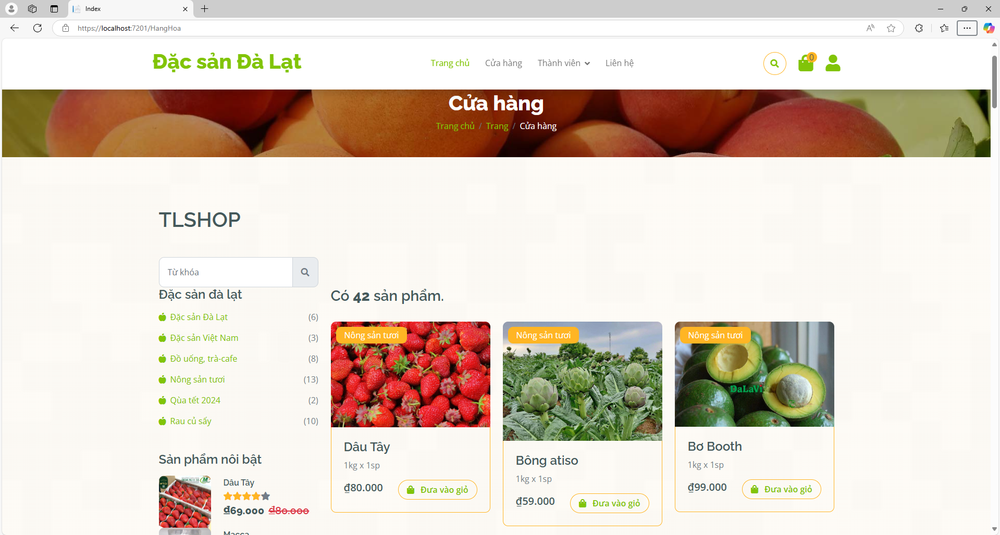 Index
https://localhost:7201/HangHoa
Đặc sản Đà Lạt
Trang chủ
Cửa hàng
Thành viên
Liên hệ
0
Cửa hàng
Trang chủ / Trang / Cửa hàng
TLSHOP
Từ khóa
Đặc sản đà lạt
Đặc sản Đà Lạt (6)
Đặc sản Việt Nam (3)
Đồ uống, trà-cafe (8)
Nông sản tươi (13)
Qùa tết 2024 (2)
Rau củ sấy (10)
Sản phẩm nôi bật
Dâu Tây
₫69.000 ₫80.000
Macca
Có 42 sản phẩm.
Nông sản tươi
Dâu Tây
1kg x 1sp
₫80.000
Đưa vào giỏ
Nông sản tươi
Bông atiso
1kg x 1sp
₫59.000
Đưa vào giỏ
Nông sản tươi
DaLaVi
Bơ Booth
1kg x 1sp
₫99.000
Đưa vào giỏ